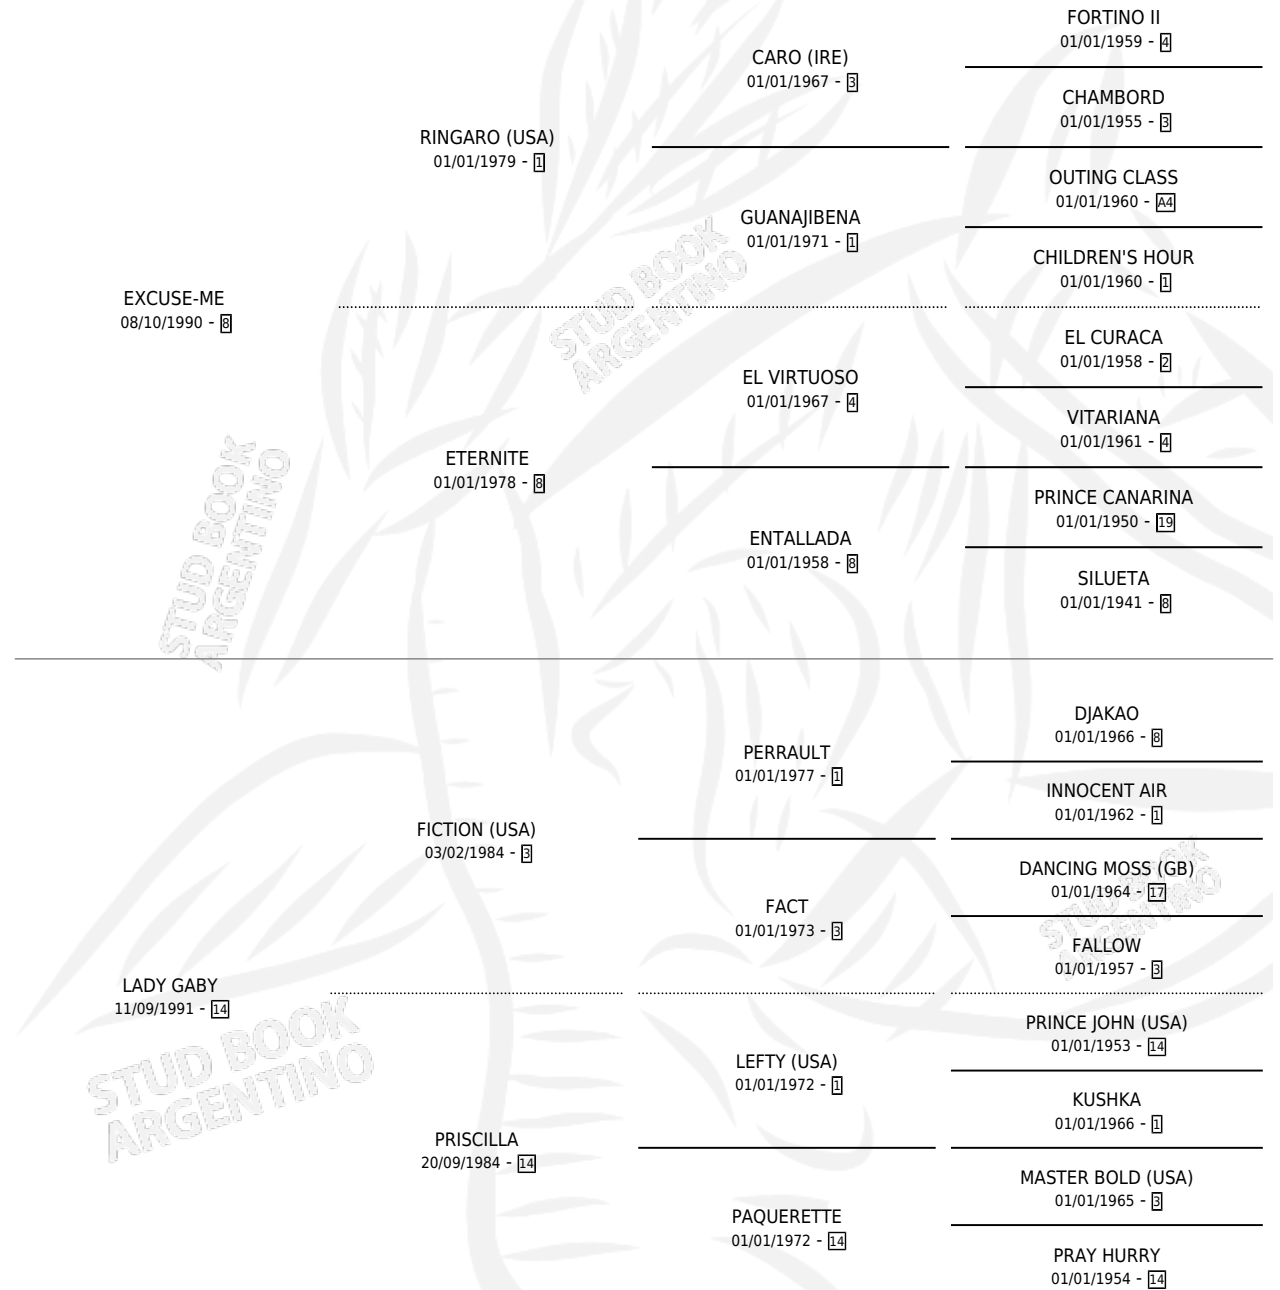 FORTINO II
01/01/1959 - 4
CARO (IRE)
01/01/1967 - 3
CHAMBORD
01/01/1955 - 3
RINGARO (USA)
01/01/1979 - 1
OUTING CLASS
01/01/1960 - A4
GUANAJIBENA
01/01/1971 - 1
CHILDREN'S HOUR
01/01/1960 - 1
EXCUSE-ME
08/10/1990 - 8
EL CURACA
01/01/1958 - 2
EL VIRTUOSO
01/01/1967 - 4
VITARIANA
01/01/1961 - 4
ETERNITE
01/01/1978 - 8
PRINCE CANARINA
01/01/1950 - 19
ENTALLADA
01/01/1958 - 8
SILUETA
01/01/1941 - 8
DJAKAO
01/01/1966 - 8
PERRAULT
01/01/1977 - 1
INNOCENT AIR
01/01/1962 - 1
FICTION (USA)
03/02/1984 - 3
DANCING MOSS (GB)
01/01/1964 - 17
FACT
01/01/1973 - 3
FALLOW
01/01/1957 - 3
LADY GABY
11/09/1991 - 14
PRINCE JOHN (USA)
01/01/1953 - 14
LEFTY (USA)
01/01/1972 - 1
KUSHKA
01/01/1966 - 1
PRISCILLA
20/09/1984 - 14
MASTER BOLD (USA)
01/01/1965 - 3
PAQUERETTE
01/01/1972 - 14
PRAY HURRY
01/01/1954 - 14
STUD BOOK
ARGENTINO
STUD BOOK
ARGENTINO
STUD BOOK
ARGENTINO
STUD BOOK
ARGENTINO